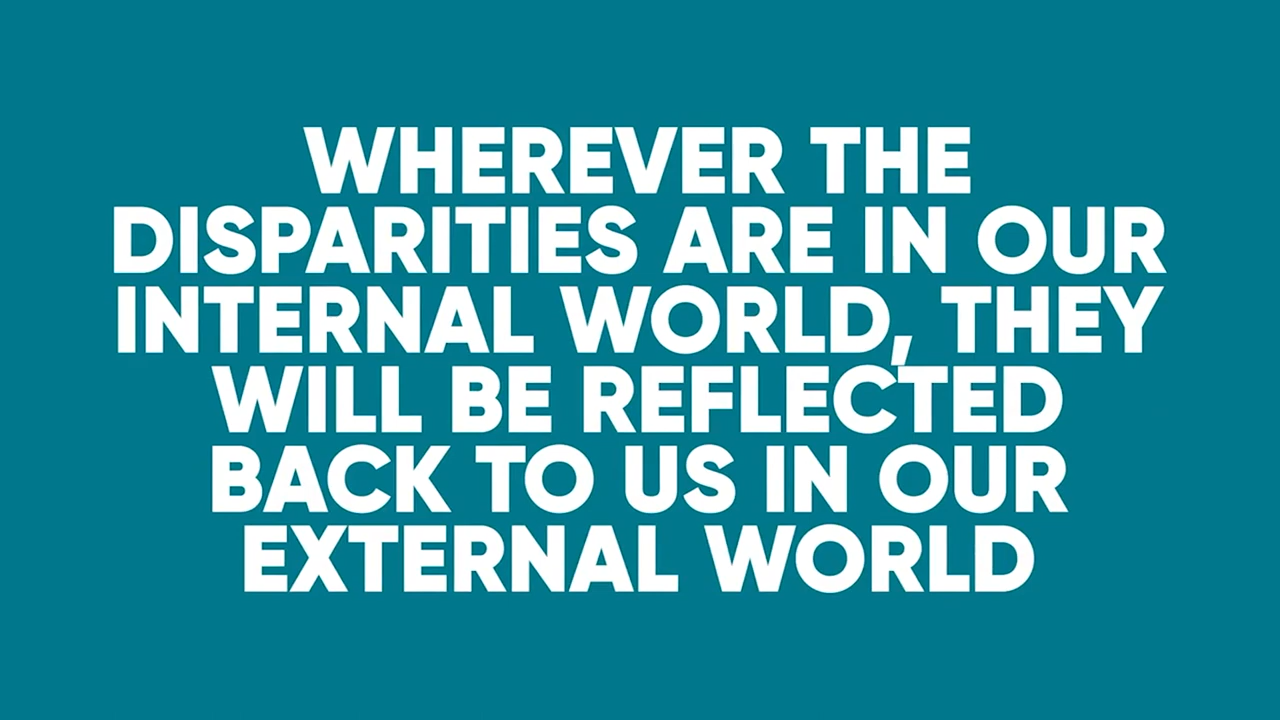 WHEREVER THE
DISPARITIES ARE IN OUR
INTERNAL WORLD, THEY
WILL BE REFLECTED
BACK TO US IN OUR
EXTERNAL WORLD